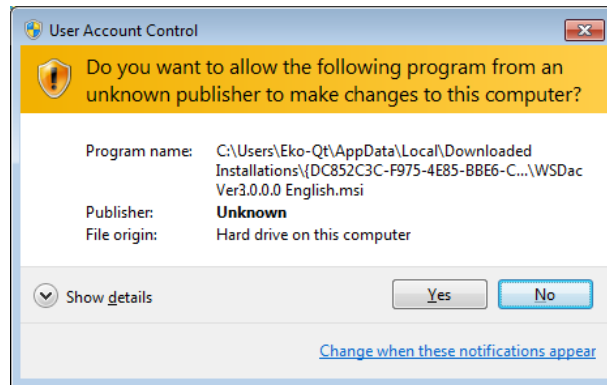 User Account Control
Do you want to allow the following program from an
unknown publisher to make changes to this computer?
Program name: C:\Users\Eko-Qt\AppData\Local\Downloaded
Installations\{DC852C3C-F975-4E85-BBE6-C...\WSDac
Ver3.0.0.0 English.msi
Publisher: Unknown
File origin: Hard drive on this computer
Show details
Yes
No
Change when these notifications appear